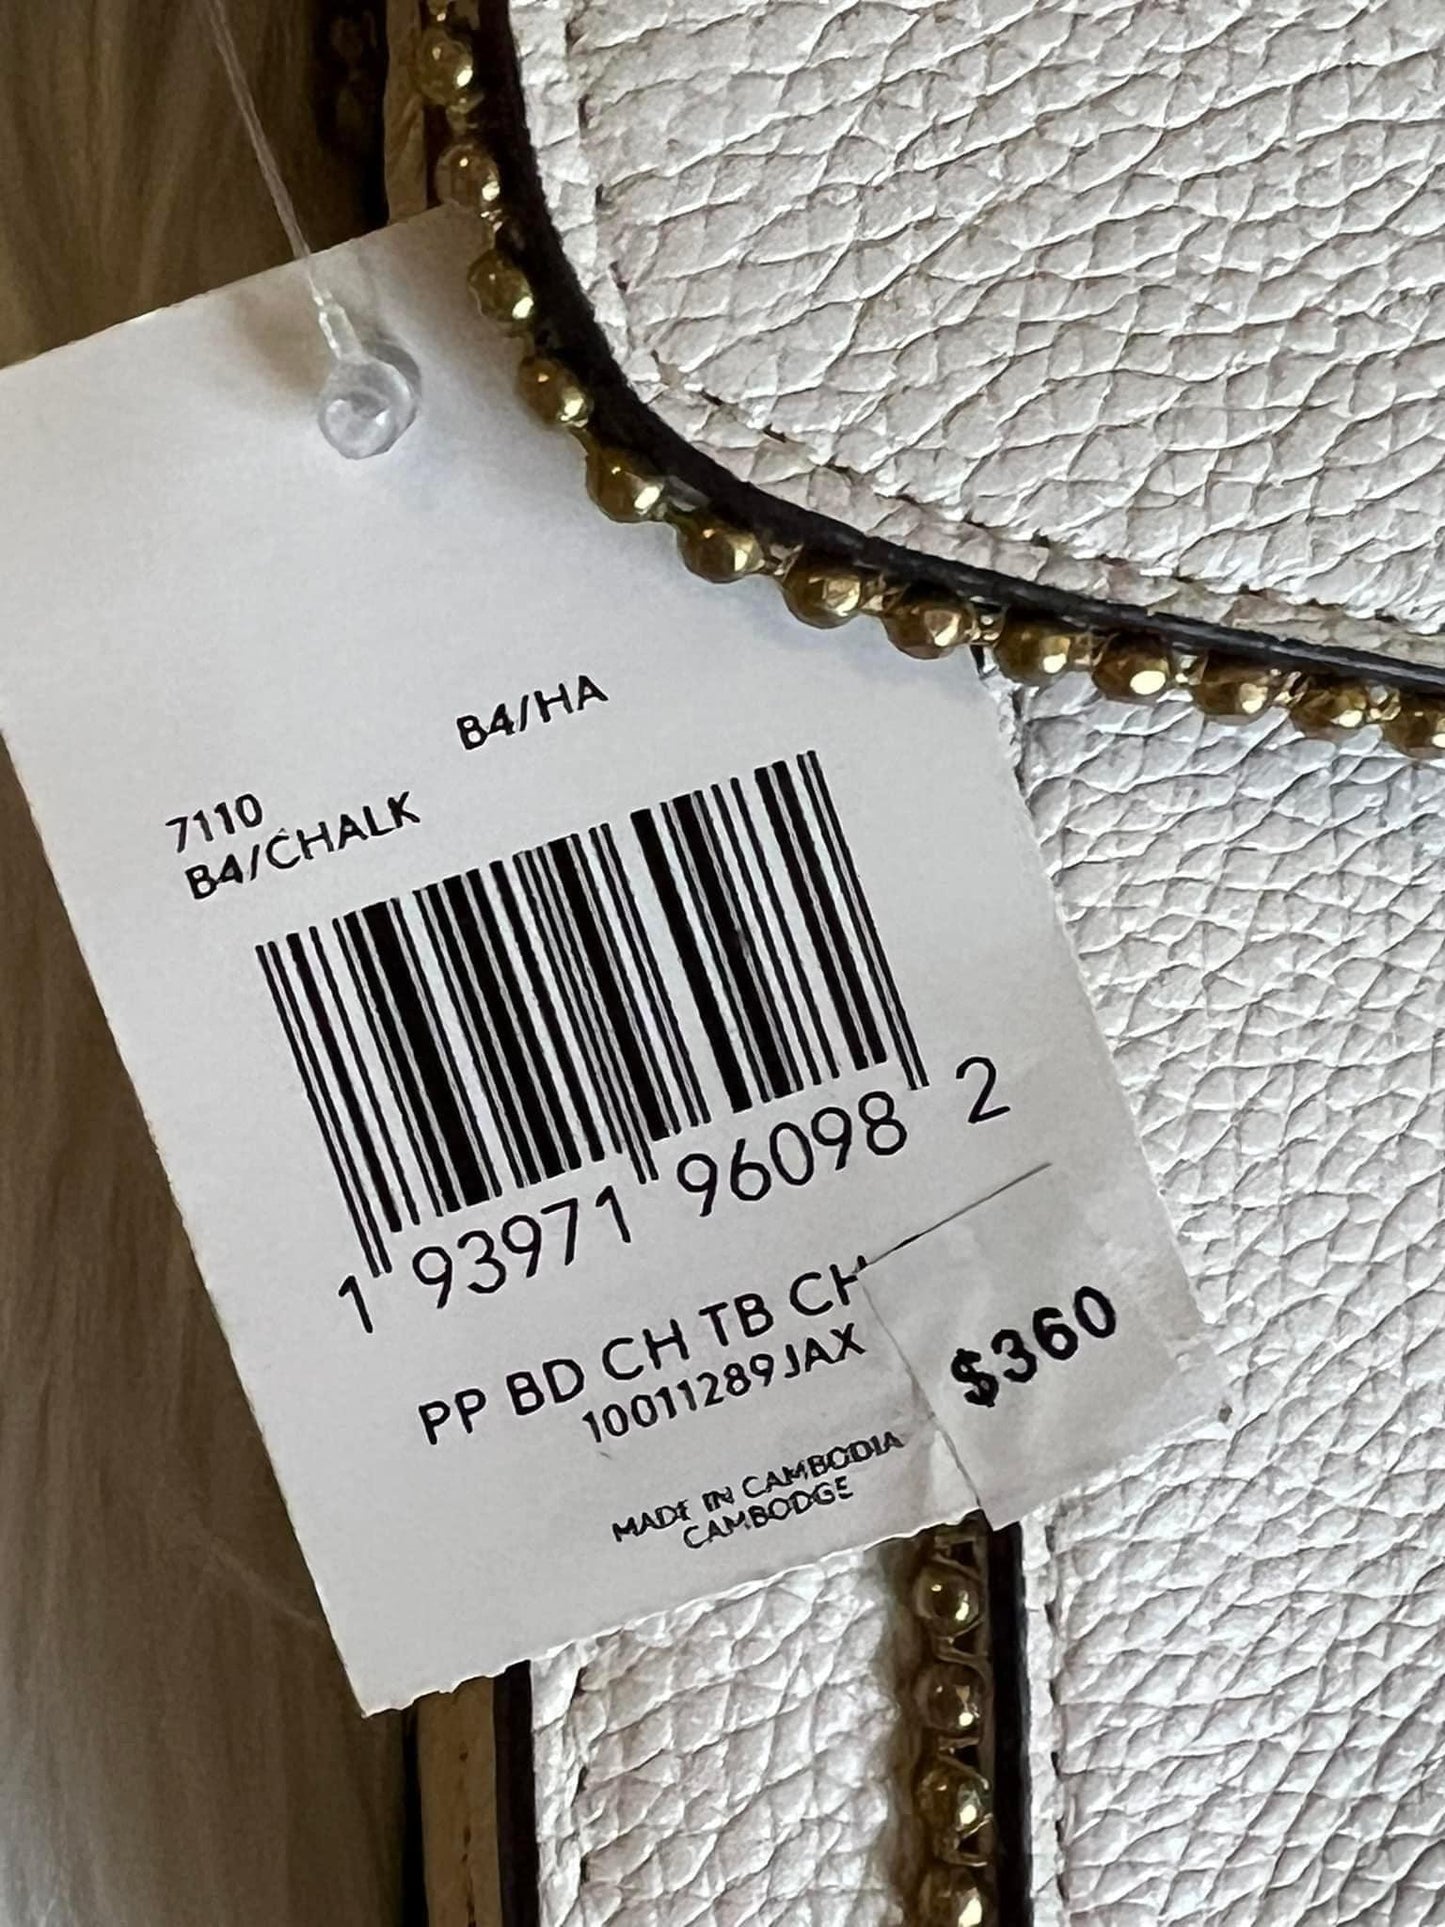 B4/HA
7110
B4/CHALK
1 93971 96098 2
PP BD CH TB CH
10011289JAX
$360
MADE IN CAMBODIA
CAMBODGE